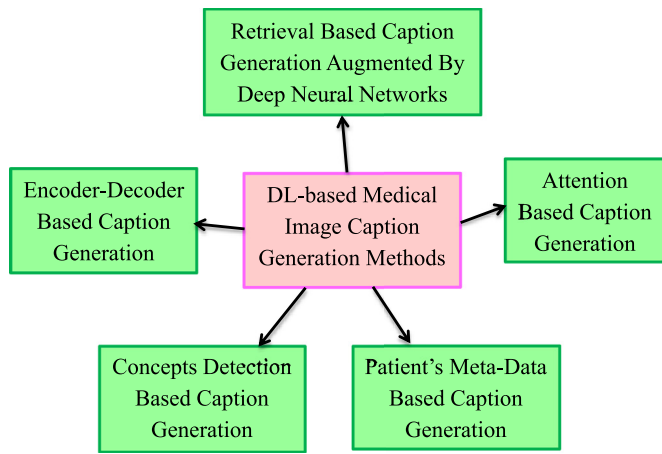 Retrieval Based Caption
Generation Augmented By
Deep Neural Networks
Encoder-Decoder
Based Caption
Generation
DL-based Medical
Image Caption
Generation Methods
Attention
Based Caption
Generation
Concepts Detection
Based Caption
Generation
Patient's Meta-Data
Based Caption
Generation